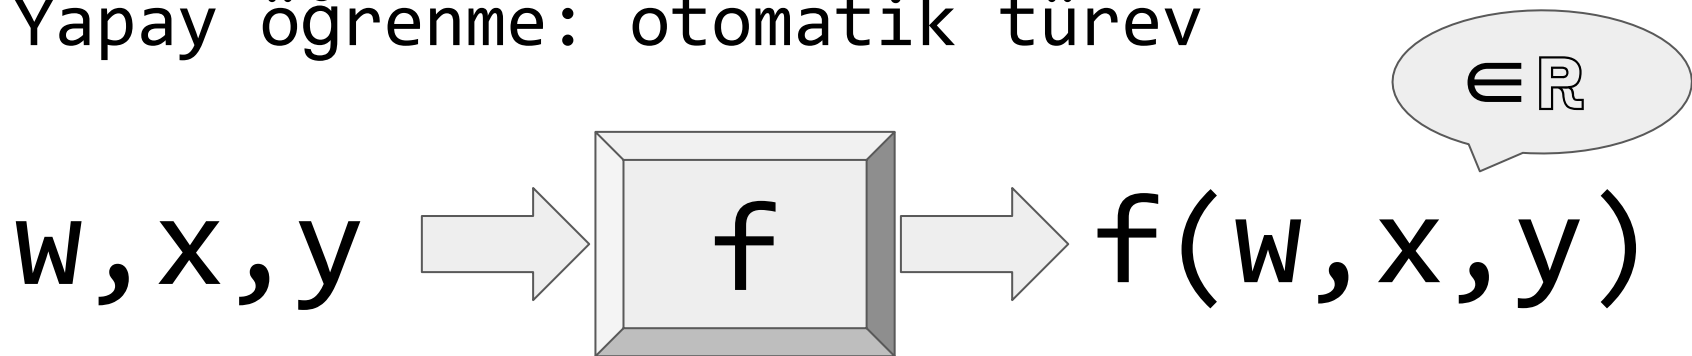 Yapay öğrenme: otomatik türev
∈ℝ
w,x,y f f(w,x,y)